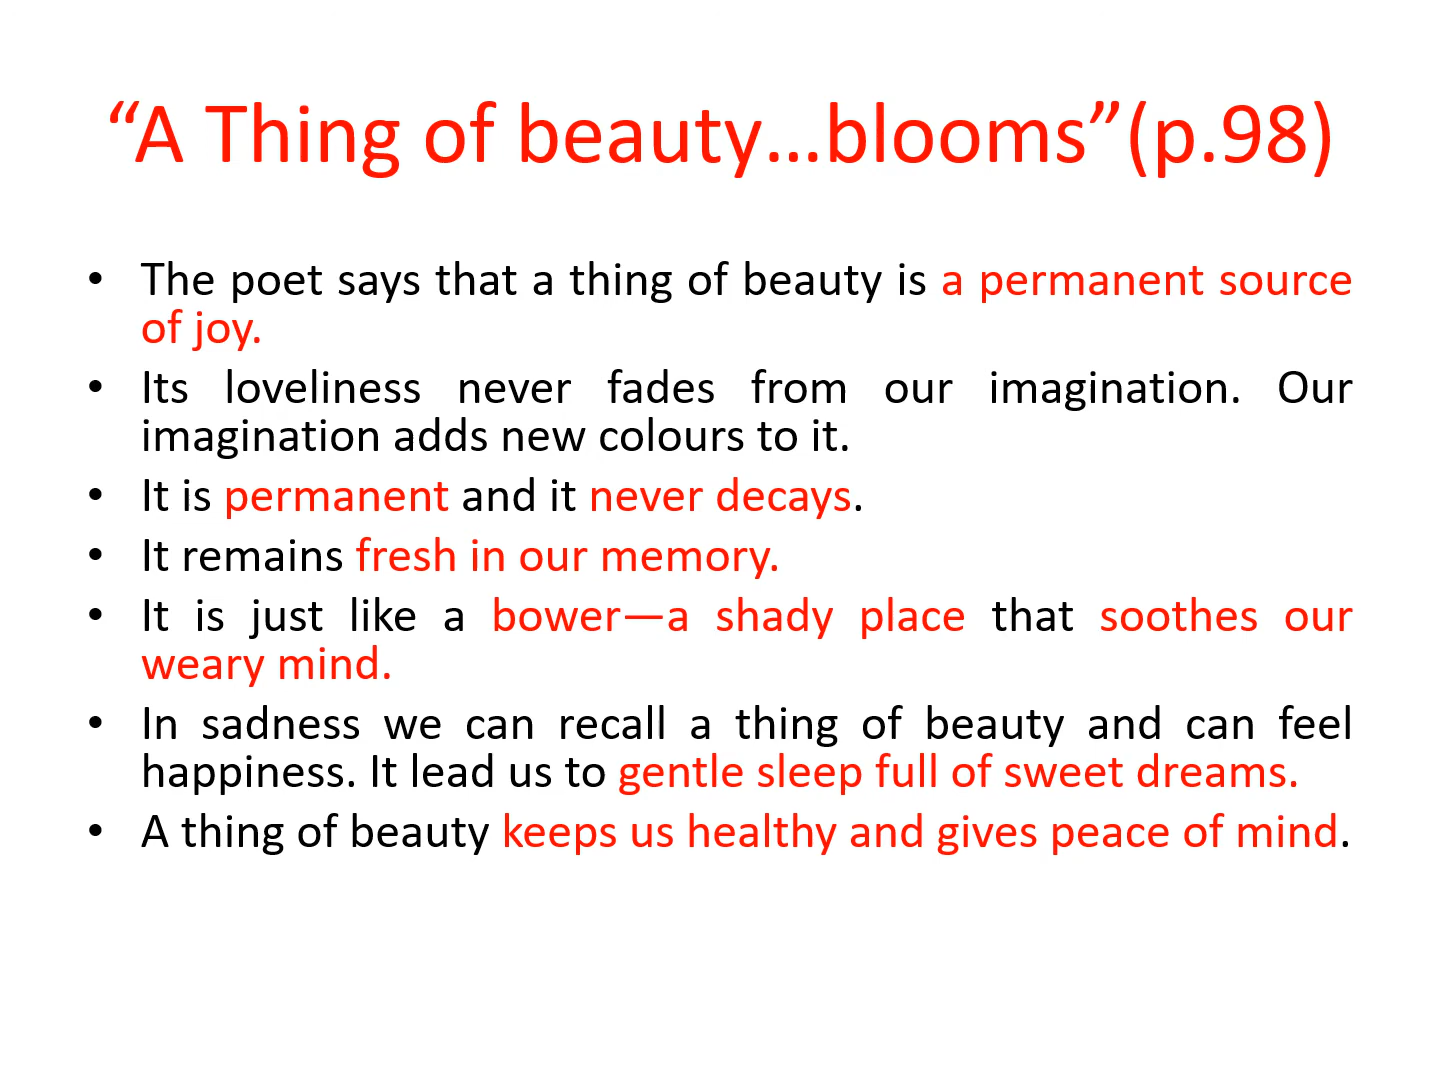 “A Thing of beauty...blooms”(p.98)
• The poet says that a thing of beauty is a permanent source
of joy.
• Its loveliness never fades from our imagination. Our
imagination adds new colours to it.
• It is permanent and it never decays.
• It remains fresh in our memory.
• It is just like a bower—a shady place that soothes our
weary mind.
• In sadness we can recall a thing of beauty and can feel
happiness. It lead us to gentle sleep full of sweet dreams.
• A thing of beauty keeps us healthy and gives peace of mind.